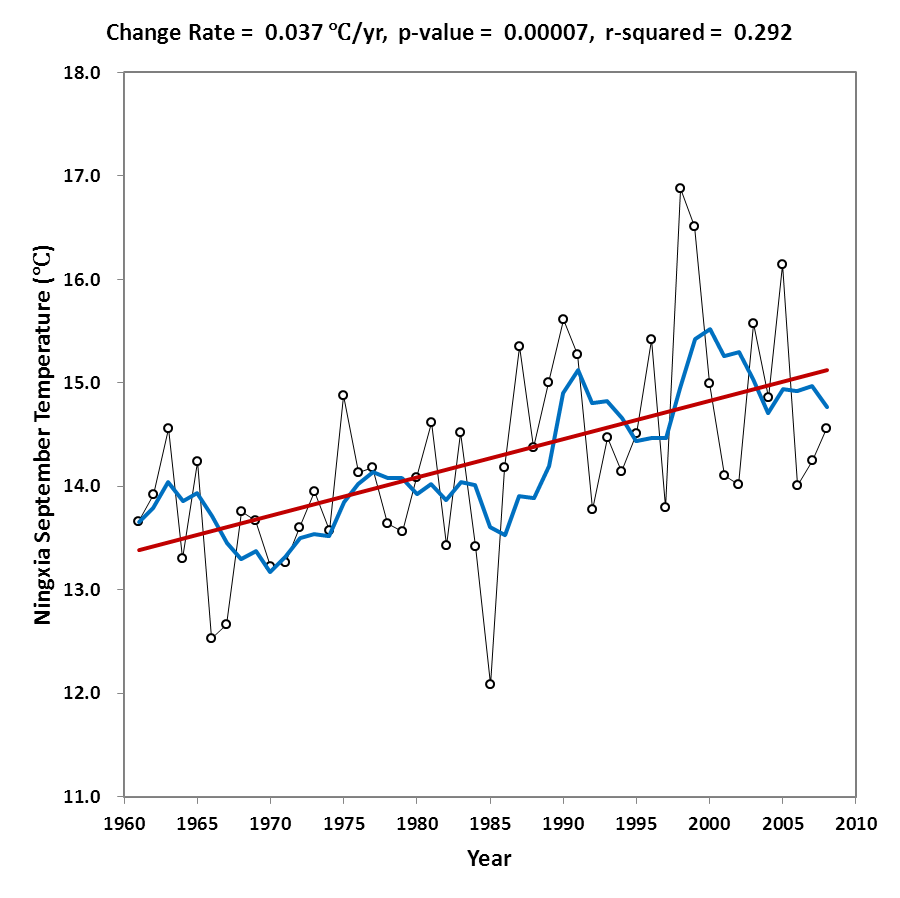 Change Rate = 0.037 ℃/yr, p-value = 0.00007, r-squared = 0.292
18.0
17.0
16.0
15.0
14.0
13.0
12.0
11.0
Ningxia September Temperature (℃)
1960 1965 1970 1975 1980 1985 1990 1995 2000 2005 2010
Year